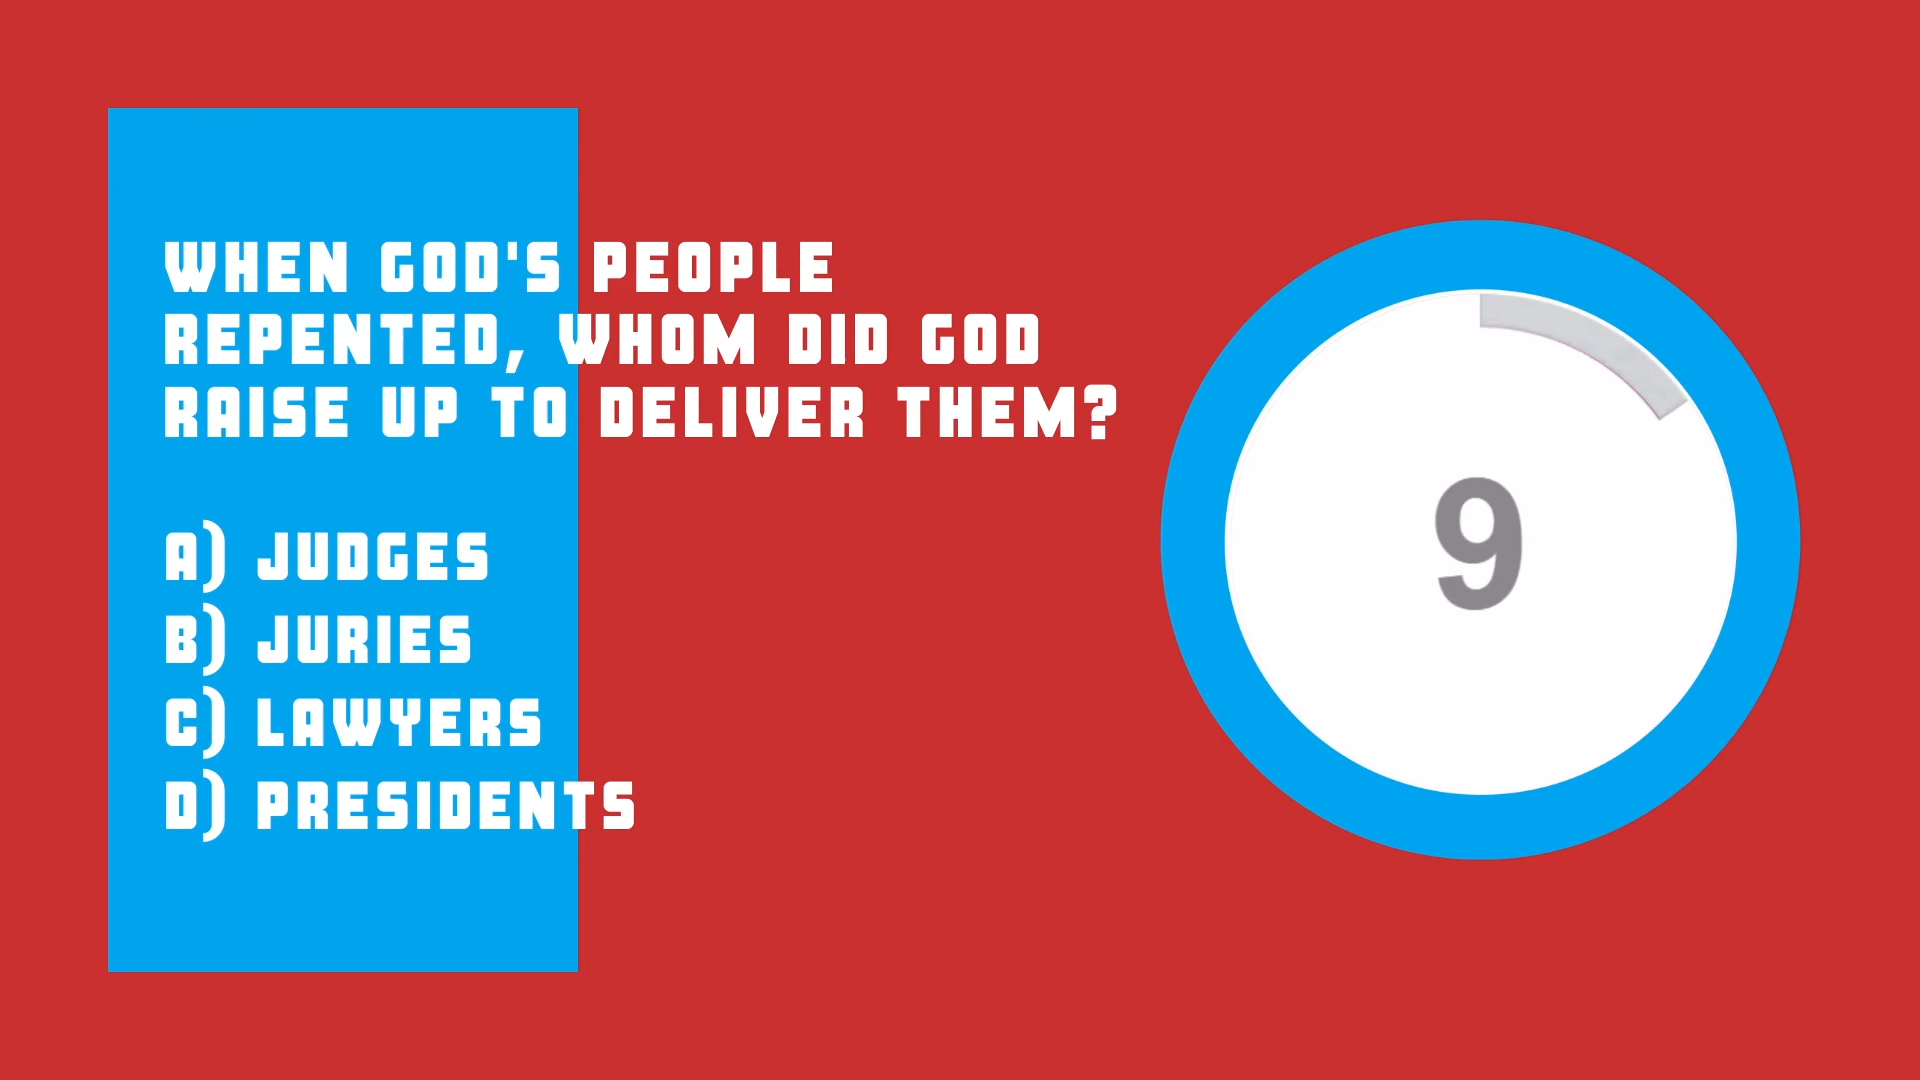 WHEN GOD'S PEOPLE
REPENTED, WHOM DID GOD
RAISE UP TO DELIVER THEM?
A) JUDGES
B) JURIES
C) LAWYERS
D) PRESIDENTS
9